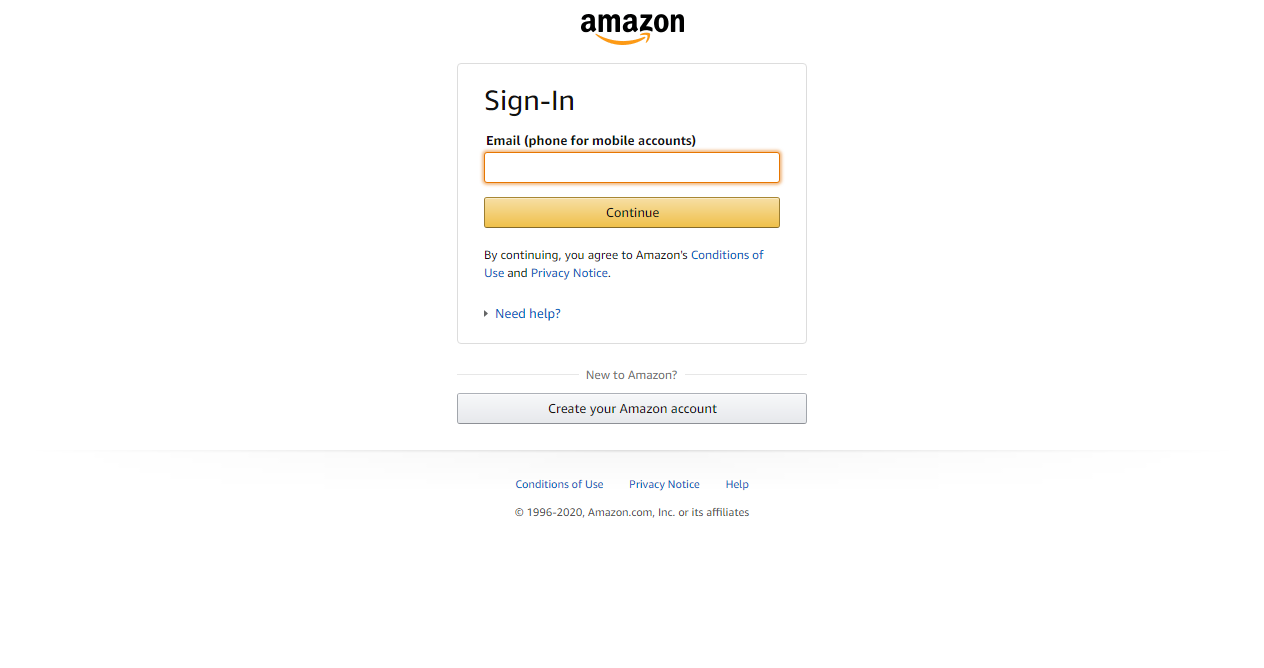 amazon
Sign-In
Email (phone for mobile accounts)
Continue
By continuing, you agree to Amazon's Conditions of
Use and Privacy Notice.
Need help?
New to Amazon?
Create your Amazon account
Conditions of Use Privacy Notice Help
© 1996-2020, Amazon.com, Inc. or its affiliates